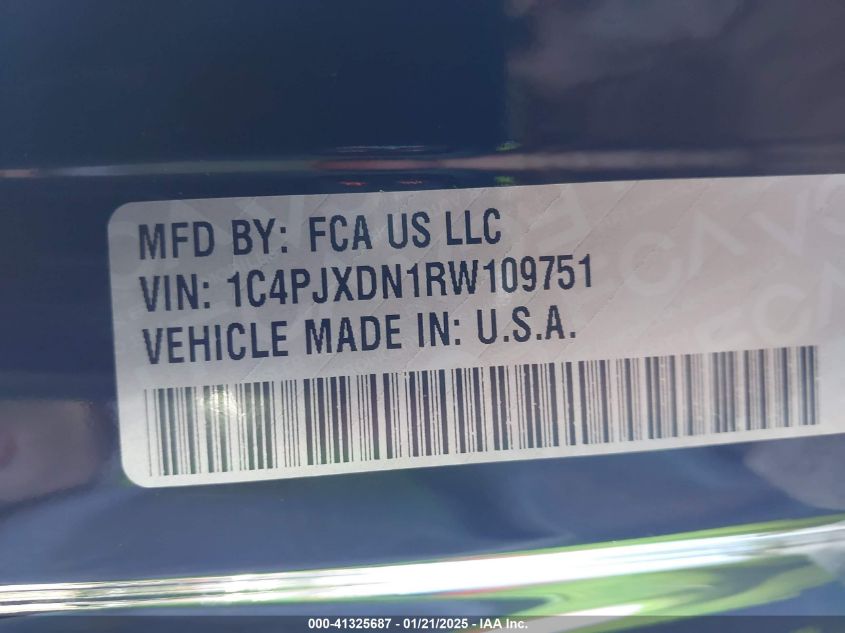 MFD BY: FCA US LLC
VIN: 1C4PJXDN1RW109751
VEHICLE MADE IN: U.S.A.
000-41325687 - 01/21/2025 - IAA Inc.